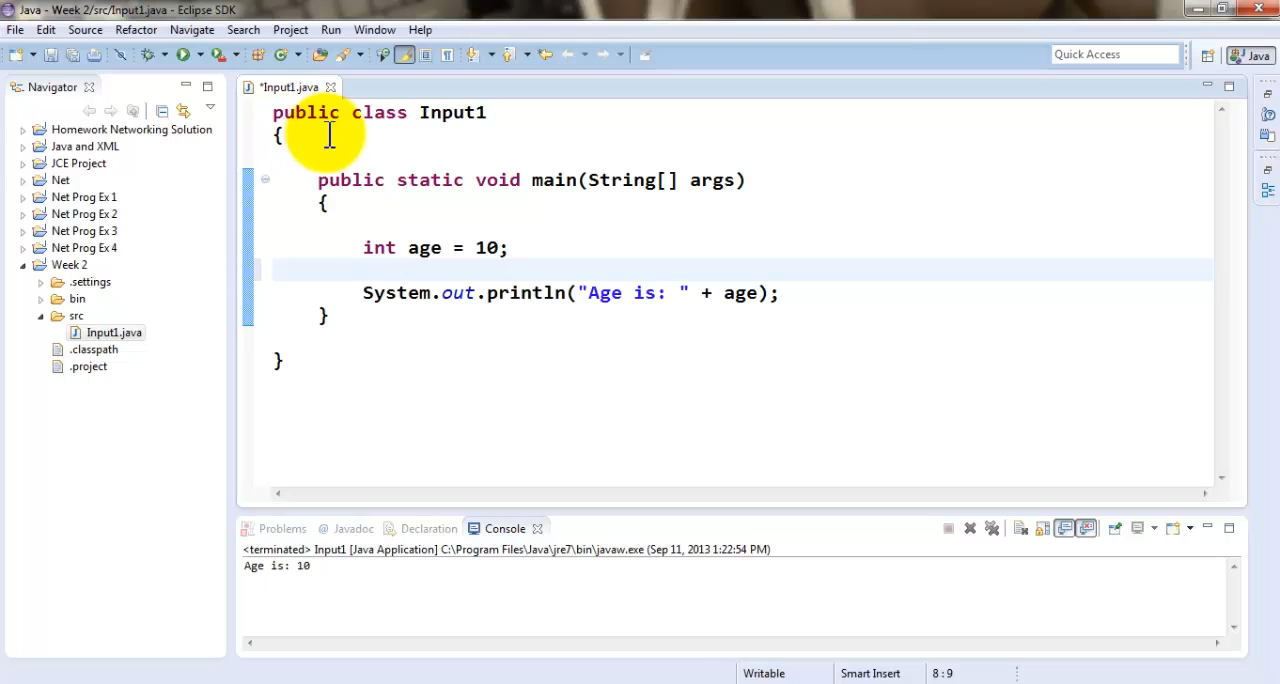 Java - Week 2/src/Input1.java - Eclipse SDK
File Edit Source Refactor Navigate Search Project Run Window Help
Quick Access
Java
Navigator
*Input1.java
Homework Networking Solution
Java and XML
JCE Project
Net
Net Prog Ex 1
Net Prog Ex 2
Net Prog Ex 3
Net Prog Ex 4
Week 2
.settings
bin
src
Input1.java
.classpath
.project
public class Input1
{
public static void main(String[] args)
{
int age = 10;
System.out.println("Age is: " + age);
}
}
Problems @ Javadoc Declaration Console
<terminated> Input1 [Java Application] C:\Program Files\Java\jre7\bin\javaw.exe (Sep 11, 2013 1:22:54 PM)
Age is: 10
Writable Smart Insert 8 : 9